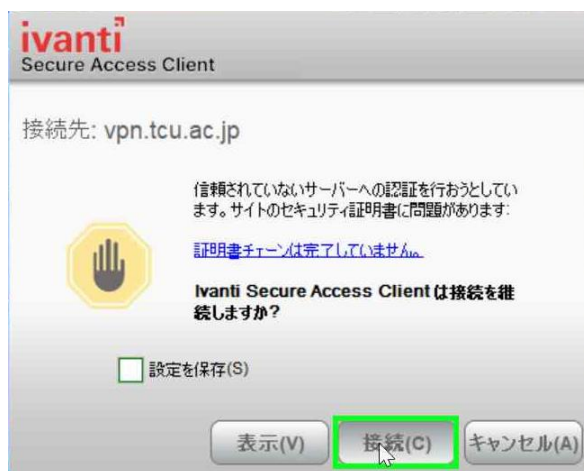 ivanti
Secure Access Client
接続先: vpn.tcu.ac.jp
信頼されていないサーバーへの認証を行おうとしてい
ます。サイトのセキュリティ証明書に問題があります:
証明書チェーンは完了していません。
Ivanti Secure Access Client は接続を継
続しますか?
設定を保存(S)
表示(V) 接続(C) キャンセル(A)